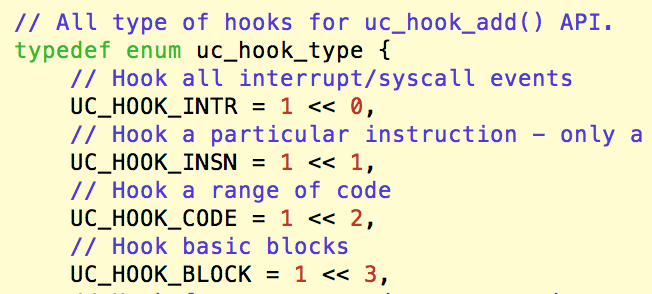 // All type of hooks for uc_hook_add() API.
typedef enum uc_hook_type {
// Hook all interrupt/syscall events
UC_HOOK_INTR = 1 << 0,
// Hook a particular instruction - only a
UC_HOOK_INSN = 1 << 1,
// Hook a range of code
UC_HOOK_CODE = 1 << 2,
// Hook basic blocks
UC_HOOK_BLOCK = 1 << 3,